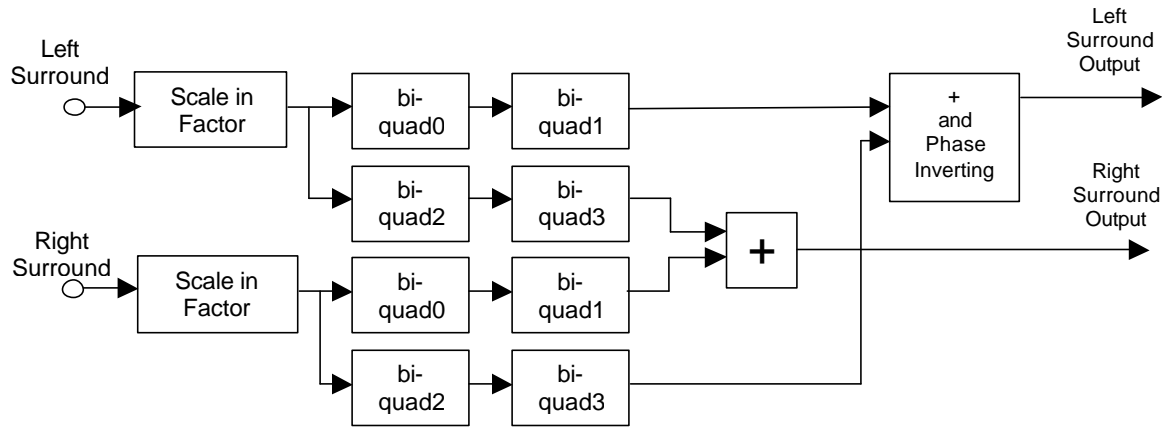 Left
Surround
Scale in
Factor
bi-
quad0
bi-
quad1
+
and
Phase
Inverting
Left
Surround
Output
bi-
quad2
bi-
quad3
+
Right
Surround
Output
Right
Surround
Scale in
Factor
bi-
quad0
bi-
quad1
bi-
quad2
bi-
quad3